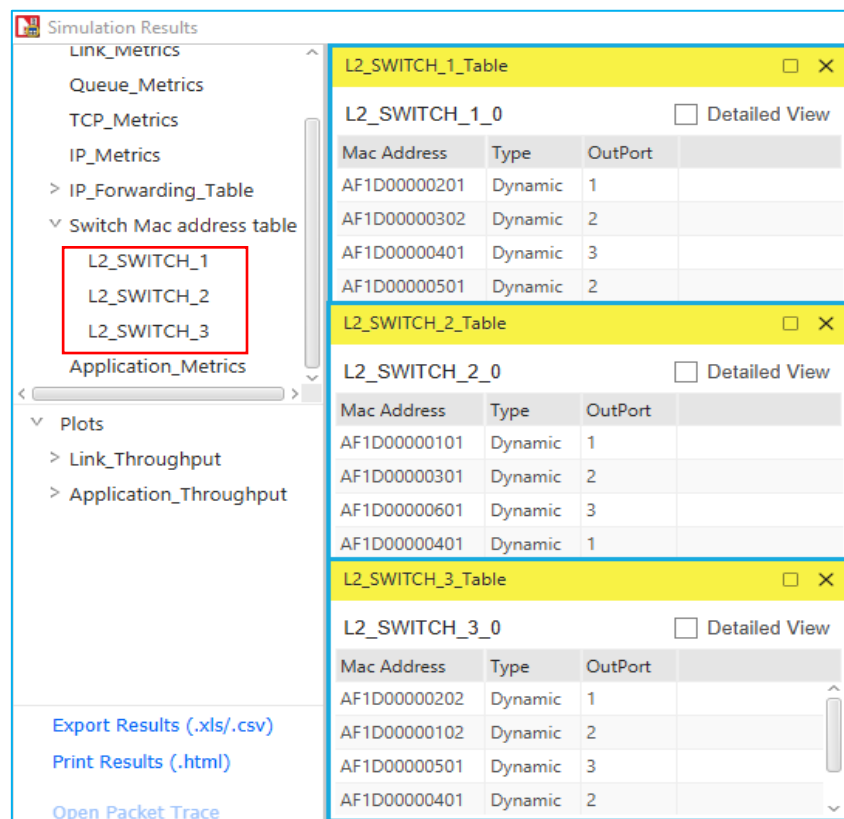 Simulation Results
Link_Metrics
Queue_Metrics
TCP_Metrics
IP_Metrics
IP_Forwarding_Table
Switch Mac address table
L2_SWITCH_1
L2_SWITCH_2
L2_SWITCH_3
Application_Metrics
Plots
Link_Throughput
Application_Throughput
Export Results (.xls/.csv)
Print Results (.html)
Open Packet Trace
L2_SWITCH_1_Table
L2_SWITCH_1_0 Detailed View
Mac Address Type OutPort
AF1D00000201 Dynamic 1
AF1D00000302 Dynamic 2
AF1D00000401 Dynamic 3
AF1D00000501 Dynamic 2
L2_SWITCH_2_Table
L2_SWITCH_2_0 Detailed View
Mac Address Type OutPort
AF1D00000101 Dynamic 1
AF1D00000301 Dynamic 2
AF1D00000601 Dynamic 3
AF1D00000401 Dynamic 1
L2_SWITCH_3_Table
L2_SWITCH_3_0 Detailed View
Mac Address Type OutPort
AF1D00000202 Dynamic 1
AF1D00000102 Dynamic 2
AF1D00000501 Dynamic 3
AF1D00000401 Dynamic 2